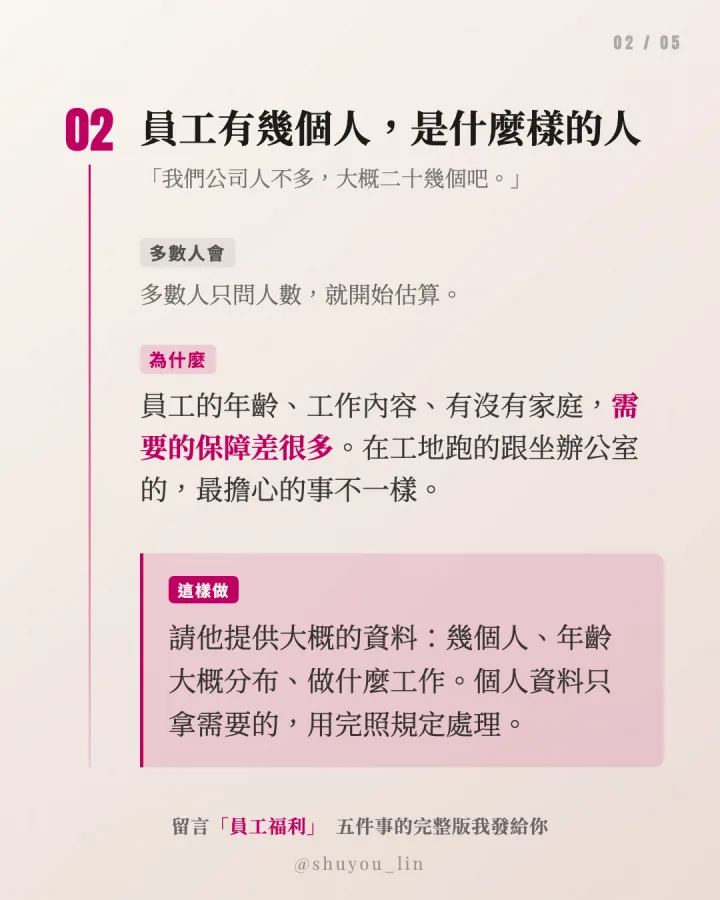 02 / 05
02 員工有幾個人，是什麼樣的人
「我們公司人不多，大概二十幾個吧。」
多數人會
多數人只問人數，就開始估算。
為什麼
員工的年齡、工作內容、有沒有家庭，需
要的保障差很多。在工地跑的跟坐辦公室
的，最擔心的事不一樣。
這樣做
請他提供大概的資料：幾個人、年齡
大概分布、做什麼工作。個人資料只
拿需要的，用完照規定處理。
留言「員工福利」 五件事的完整版我發給你
@shuyou_lin